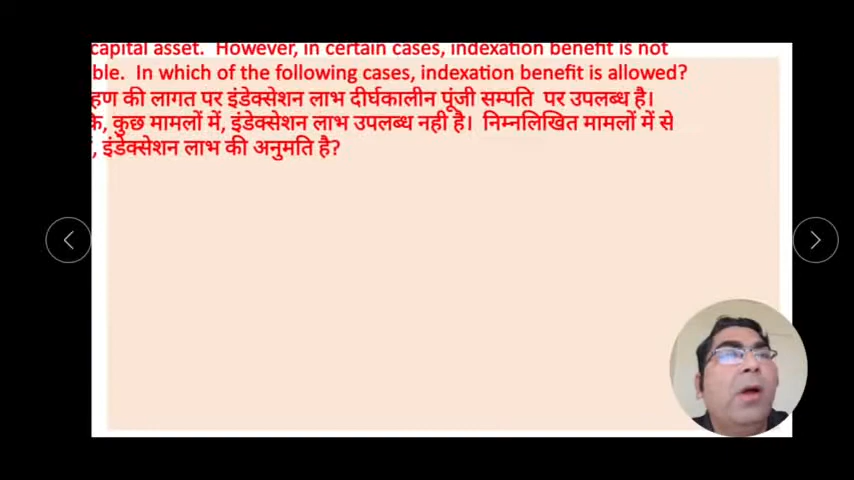 capital asset. However, in certain cases, indexation benefit is not
ble. In which of the following cases, indexation benefit is allowed?
हण की लागत पर इंडेक्सेशन लाभ दीर्घकालीन पूंजी सम्पति पर उपलब्ध है।
कि, कुछ मामलों में, इंडेक्सेशन लाभ उपलब्ध नही है। निम्नलिखित मामलों में से
, इंडेक्सेशन लाभ की अनुमति है?